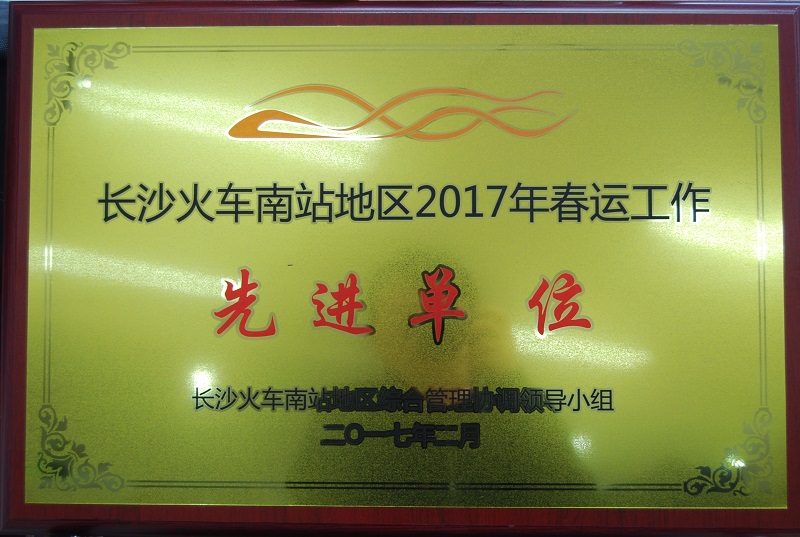 长沙火车南站地区2017年春运工作
先进单位
长沙火车南站地区综合管理协调领导小组
二〇一七年二月